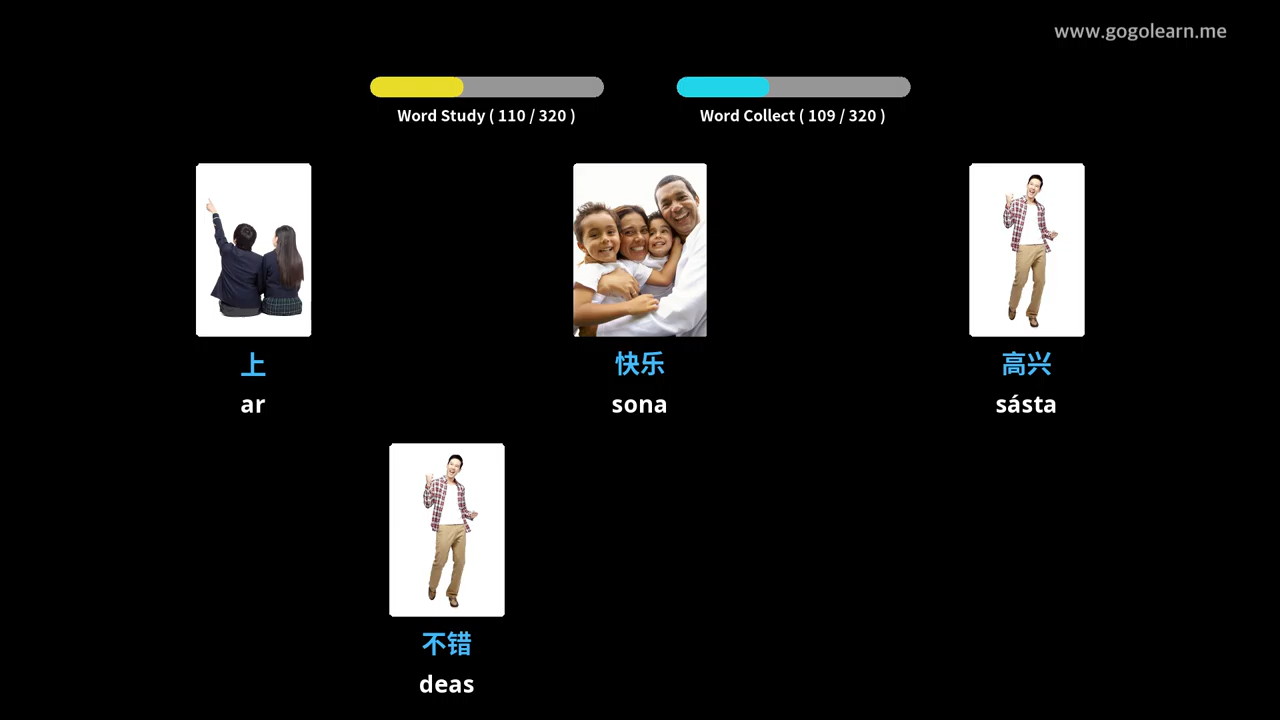 www.gogolearn.me
Word Study ( 110 / 320 )
Word Collect ( 109 / 320 )
上
ar
快乐
sona
高兴
sásta
不错
deas